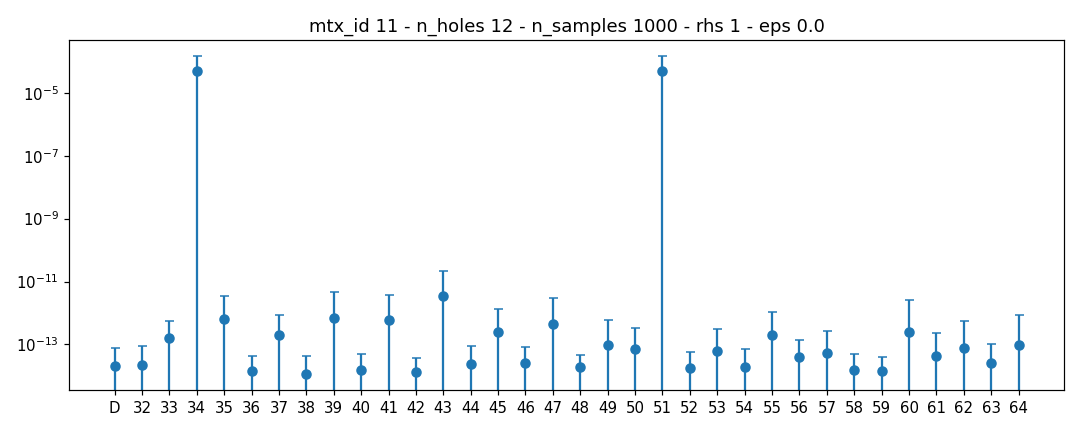 mtx_id 11 - n_holes 12 - n_samples 1000 - rhs 1 - eps 0.0
10⁻⁵
10⁻⁷
10⁻⁹
10⁻¹¹
10⁻¹³
D 32 33 34 35 36 37 38 39 40 41 42 43 44 45 46 47 48 49 50 51 52 53 54 55 56 57 58 59 60 61 62 63 64